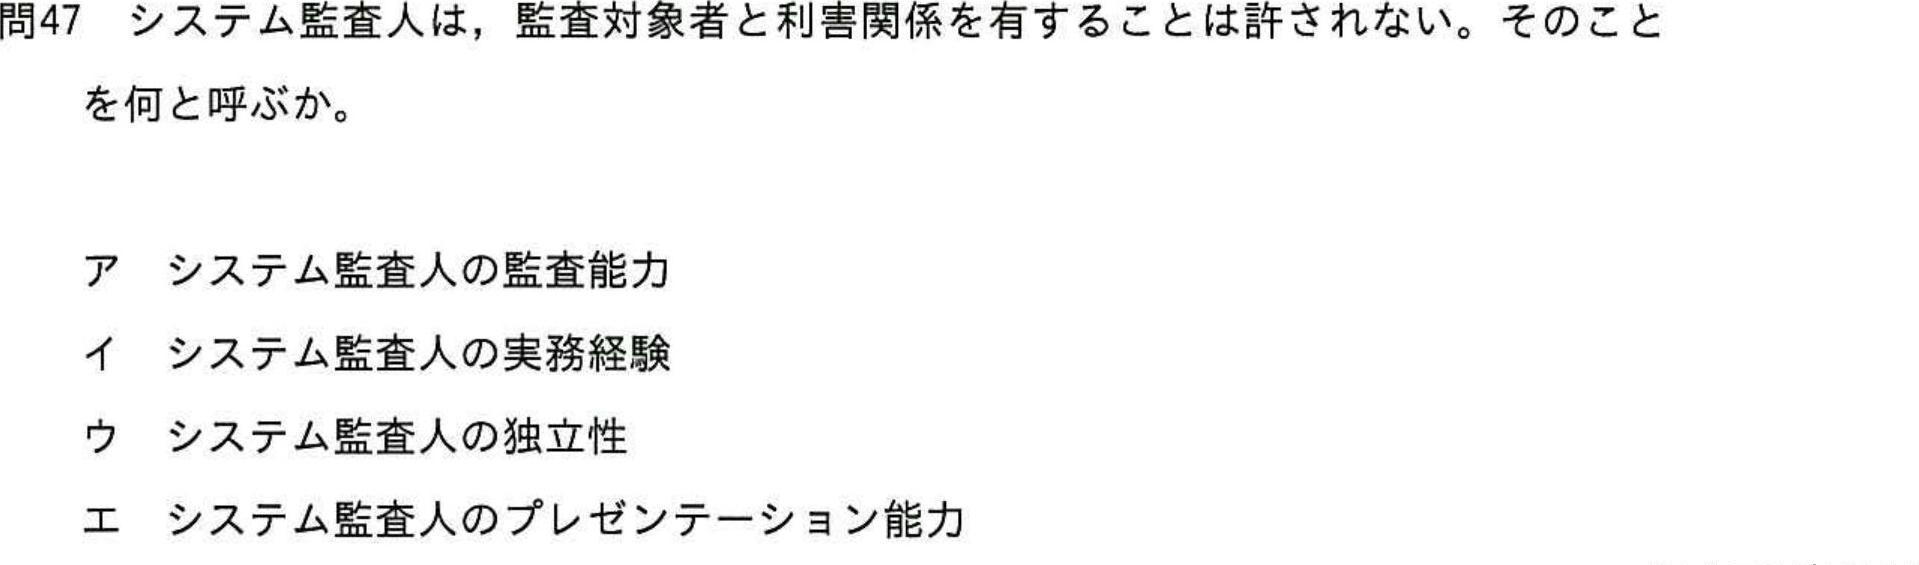 問47　システム監査人は，監査対象者と利害関係を有することは許されない。そのこと
を何と呼ぶか。
ア　システム監査人の監査能力
イ　システム監査人の実務経験
ウ　システム監査人の独立性
エ　システム監査人のプレゼンテーション能力